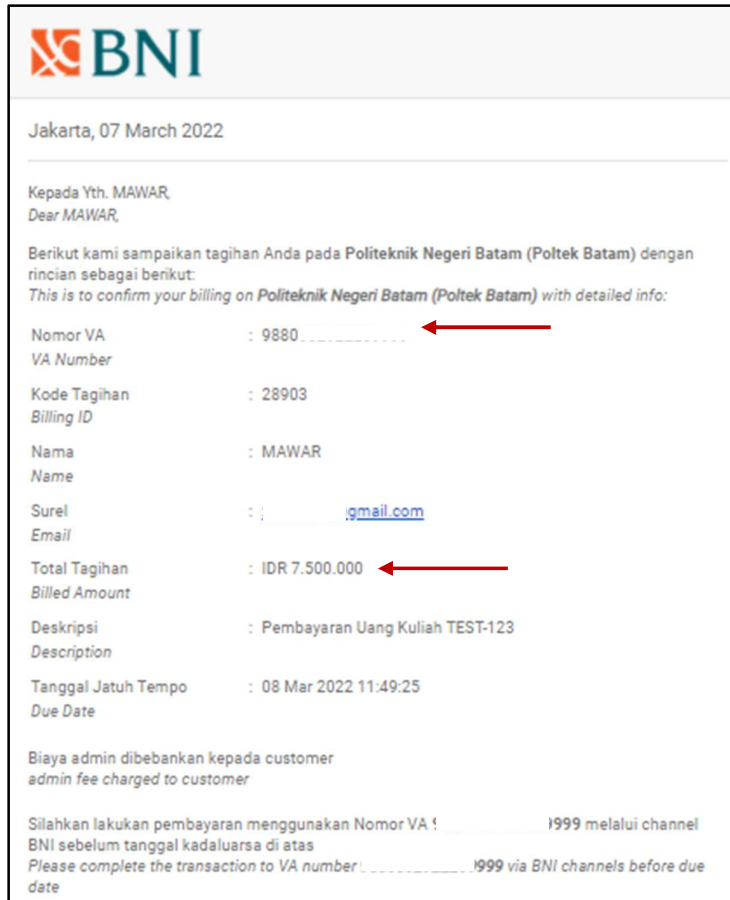 BNI
Jakarta, 07 March 2022
Kepada Yth. MAWAR,
Dear MAWAR,
Berikut kami sampaikan tagihan Anda pada Politeknik Negeri Batam (Poltek Batam) dengan
rincian sebagai berikut:
This is to confirm your billing on Politeknik Negeri Batam (Poltek Batam) with detailed info:
Nomor VA : 9880
VA Number
Kode Tagihan : 28903
Billing ID
Nama : MAWAR
Name
Surel : gmail.com
Email
Total Tagihan : IDR 7.500.000
Billed Amount
Deskripsi : Pembayaran Uang Kuliah TEST-123
Description
Tanggal Jatuh Tempo : 08 Mar 2022 11:49:25
Due Date
Biaya admin dibebankan kepada customer
admin fee charged to customer
Silahkan lakukan pembayaran menggunakan Nomor VA 9999 melalui channel
BNI sebelum tanggal kadaluarsa di atas
Please complete the transaction to VA number 9999 via BNI channels before due
date